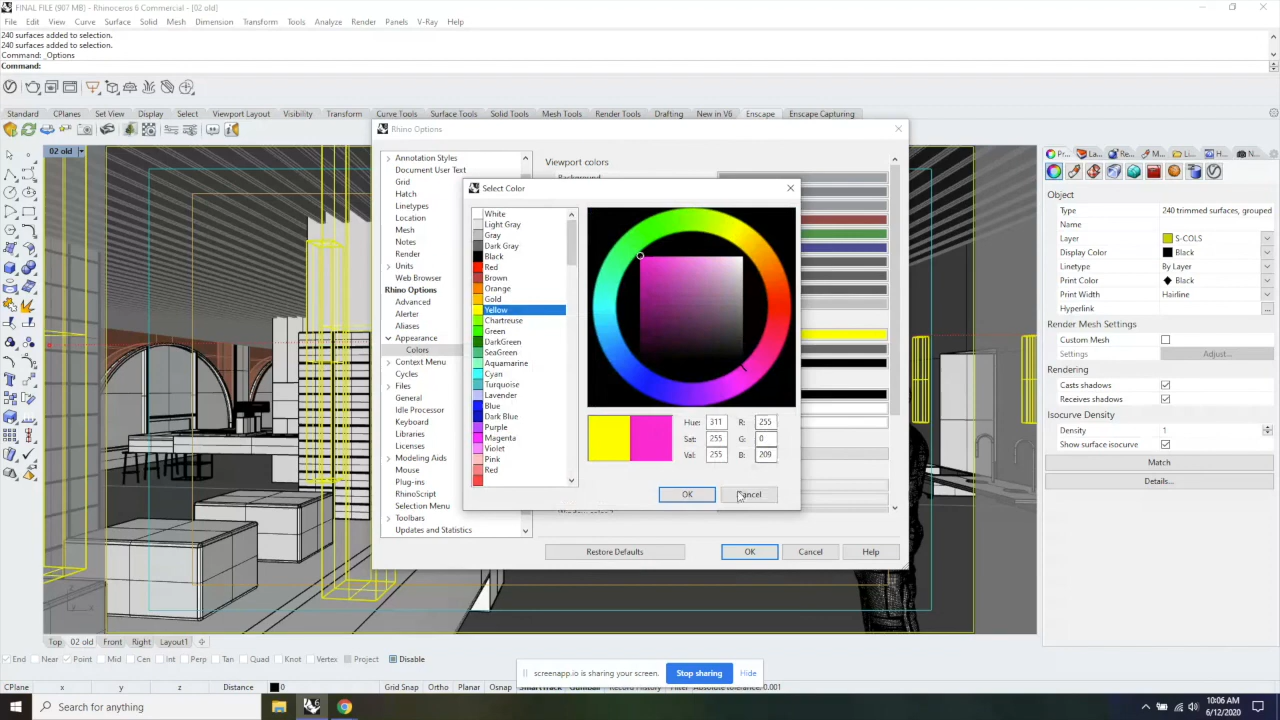 FINAL FILE (907 MB) - Rhinoceros 6 Commercial - [02 old]
File Edit View Curve Surface Solid Mesh Dimension Transform Tools Analyze Render Panels V-Ray Help
240 surfaces added to selection.
240 surfaces added to selection.
Command: _Options
Command:
Standard CPlanes Set View Display Select Viewport Layout Visibility Transform Curve Tools Surface Tools Solid Tools Mesh Tools Render Tools Drafting New in V6 Enscape Enscape Capturing
Rhino Options
02 old
Annotation Styles
Document User Text
Grid
Hatch
Linetypes
Location
Mesh
Notes
Render
Units
Web Browser
Rhino Options
Advanced
Alerter
Aliases
Appearance
Colors
Context Menu
Cycles
Files
General
Idle Processor
Keyboard
Libraries
Licenses
Modeling Aids
Mouse
Plug-ins
RhinoScript
Selection Menu
Toolbars
Updates and Statistics
Viewport colors
Background
Select Color
White
Light Gray
Gray
Dark Gray
Black
Red
Brown
Orange
Gold
Yellow
Chartreuse
Green
DarkGreen
SeaGreen
Aquamarine
Cyan
Turquoise
Lavender
Blue
Dark Blue
Purple
Magenta
Violet
Pink
Red
Hue: 311 R: 255
Sat: 255 G: 0
Val: 255 B: 209
OK Cancel
Restore Defaults OK Cancel Help
Object
Type 240 trimmed surfaces, grouped
Name
Layer S-COLS
Display Color Black
Linetype By Layer
Print Color Black
Print Width Hairline
Hyperlink ...
Render Mesh Settings
Custom Mesh
Settings Adjust...
Rendering
Casts shadows
Receives shadows
Isocurve Density
Density 1
Show surface isocurve
Match
Details...
Top 02 old Front Right Layout1
End Near Point Mid Cen Int Perp Tan Quad Knot Vertex Project Disable
screenapp.io is sharing your screen. Stop sharing Hide
CPlane x y z Distance 0 Grid Snap Ortho Planar Osnap SmartTrack Gumball Record History Filter Absolute tolerance: 0.001
Search for anything
10:06 AM
6/12/2020